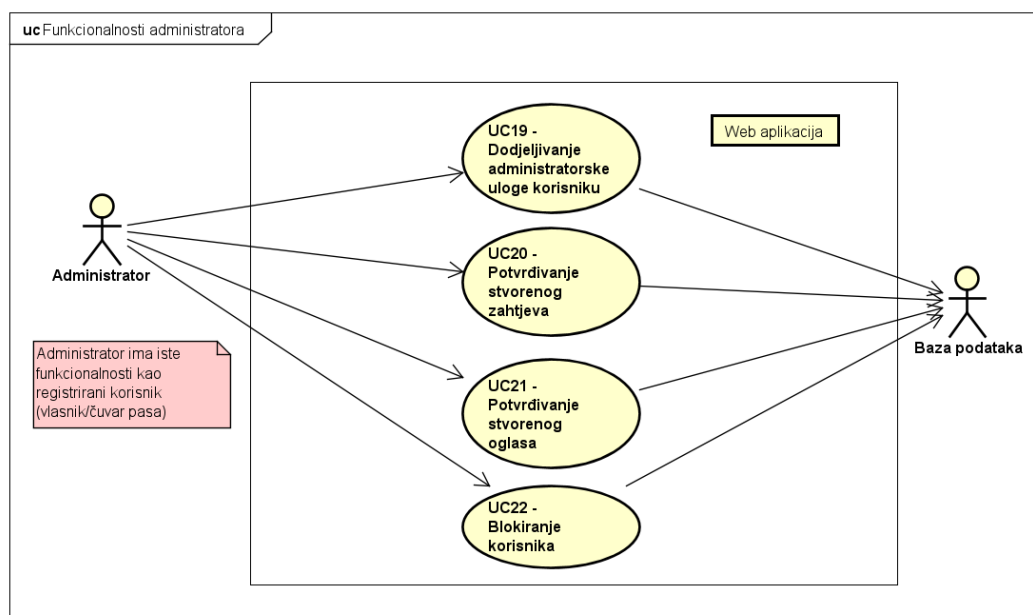 uc Funkcionalnosti administratora
UC19 -
Dodjeljivanje
administratorske
uloge korisniku
Web aplikacija
Administrator
UC20 -
Potvrđivanje
stvorenog
zahtjeva
Baza podataka
Administrator ima iste
funkcionalnosti kao
registrirani korisnik
(vlasnik/čuvar pasa)
UC21 -
Potvrđivanje
stvorenog
oglasa
UC22 -
Blokiranje
korisnika